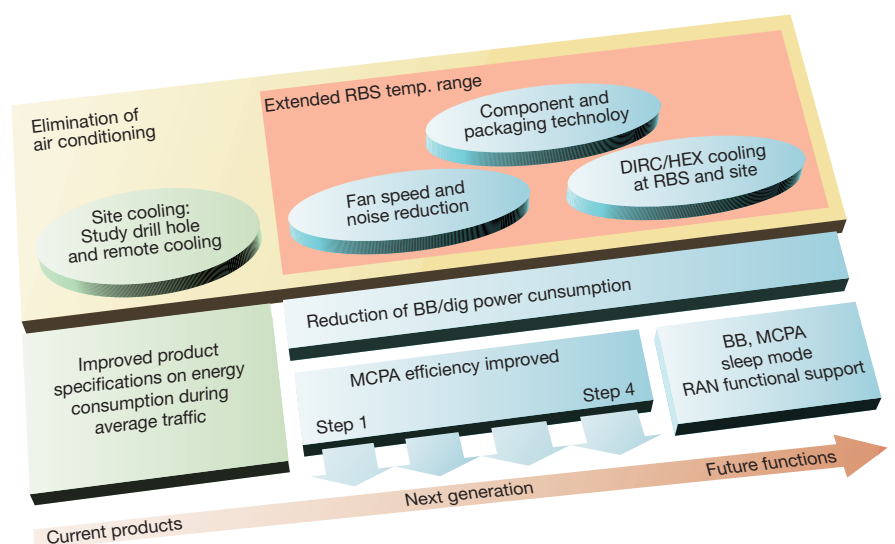 Elimination of
air conditioning
Extended RBS temp. range
Component and
packaging technoloy
DIRC/HEX cooling
at RBS and site
Fan speed and
noise reduction
Site cooling:
Study drill hole
and remote cooling
Reduction of BB/dig power cunsumption
Improved product
specifications on energy
consumption during
average traffic
MCPA efficiency improved
Step 1
Step 4
BB, MCPA
sleep mode
RAN functional support
Current products
Next generation
Future functions